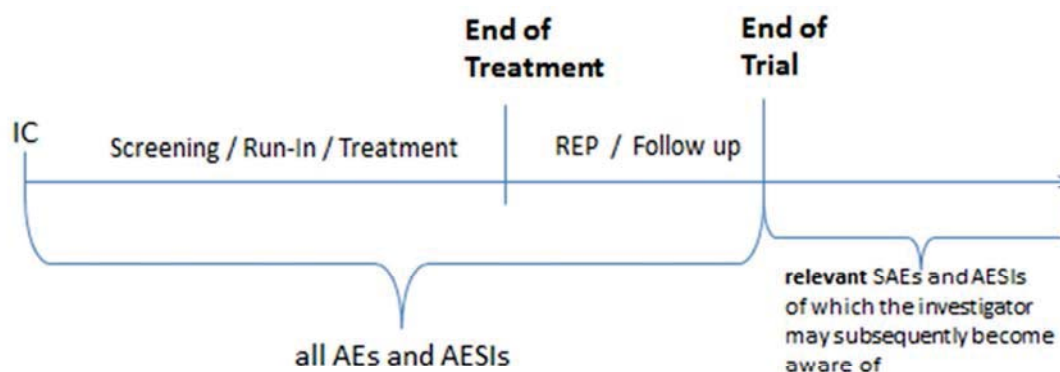 End of
Treatment
End of
Trial
IC
Screening / Run-In / Treatment
REP / Follow up
all AEs and AESIs
relevant SAEs and AESIs
of which the investigator
may subsequently become
aware of